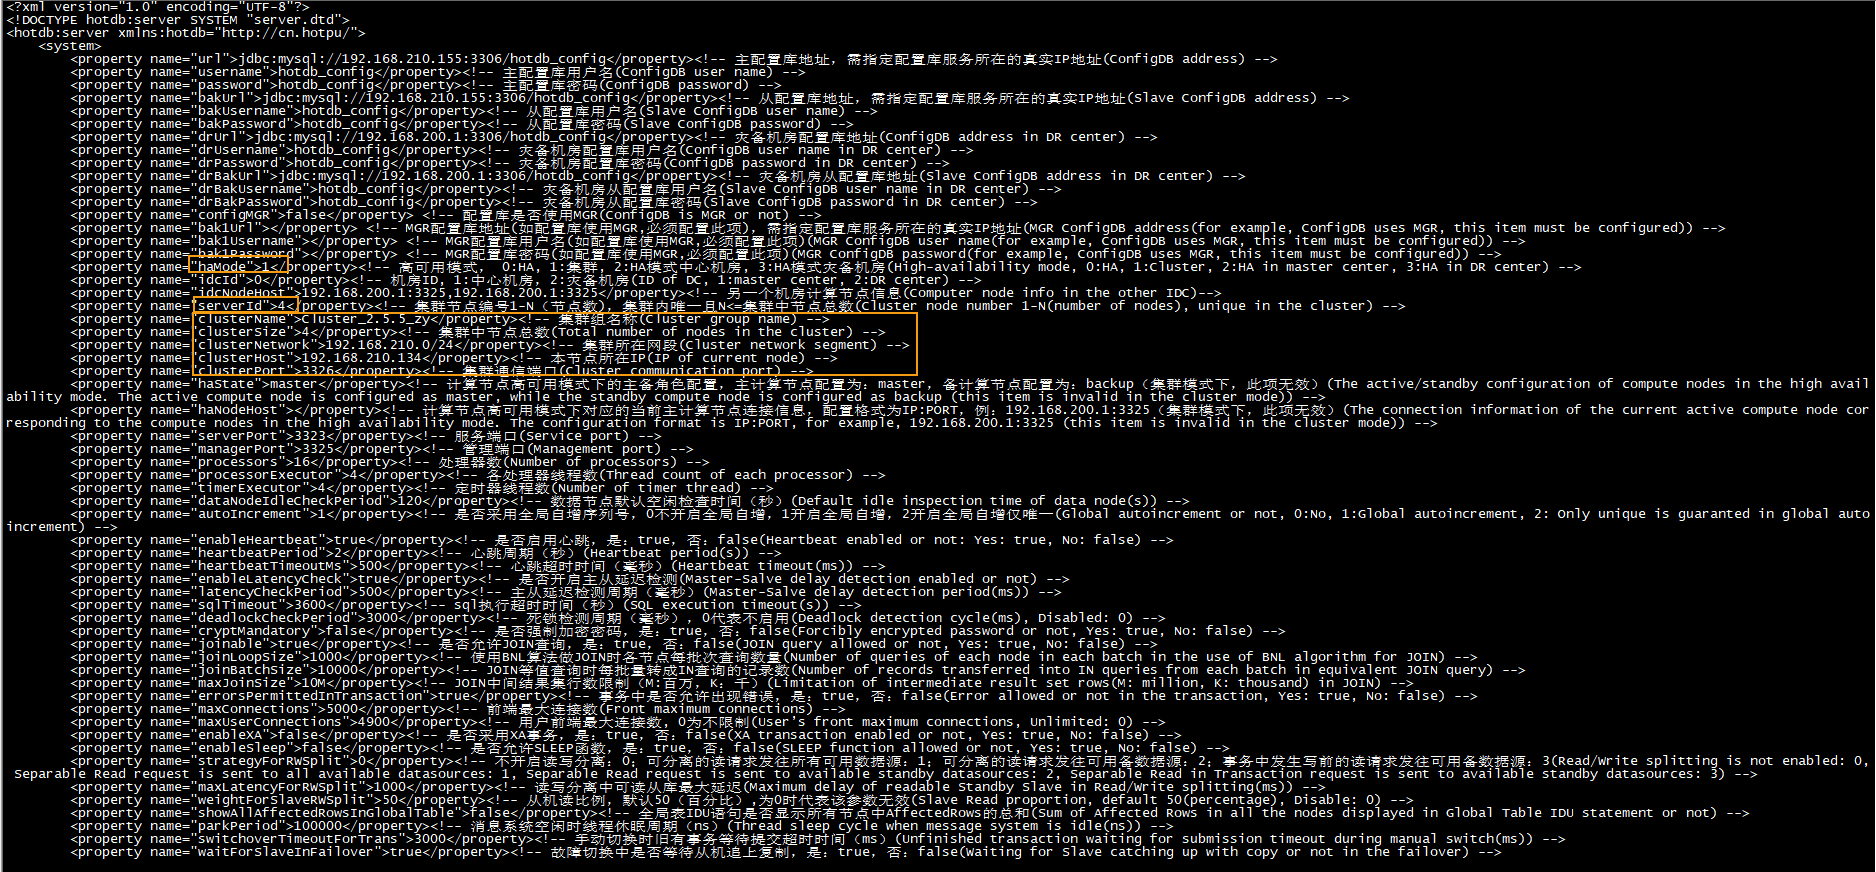 <?xml version="1.0" encoding="UTF-8"?>
<!DOCTYPE hotdb:server SYSTEM "server.dtd">
<hotdb:server xmlns:hotdb="http://cn.hotpu/">
<system>
<property name="url">jdbc:mysql://192.168.210.155:3306/hotdb_config</property><!-- 主配置库地址，需指定配置库服务所在的真实IP地址(ConfigDB address) -->
<property name="username">hotdb_config</property><!-- 主配置库用户名(ConfigDB user name) -->
<property name="password">hotdb_config</property><!-- 主配置库密码(ConfigDB password) -->
<property name="bakUrl">jdbc:mysql://192.168.210.155:3306/hotdb_config</property><!-- 从配置库地址，需指定配置库服务所在的真实IP地址(Slave ConfigDB address) -->
<property name="bakUsername">hotdb_config</property><!-- 从配置库用户名(Slave ConfigDB user name) -->
<property name="bakPassword">hotdb_config</property><!-- 从配置库密码(Slave ConfigDB password) -->
<property name="drUrl">jdbc:mysql://192.168.200.1:3306/hotdb_config</property><!-- 灾备机房配置库地址(ConfigDB address in DR center) -->
<property name="drUsername">hotdb_config</property><!-- 灾备机房配置库用户名(ConfigDB user name in DR center) -->
<property name="drPassword">hotdb_config</property><!-- 灾备机房配置库密码(ConfigDB password in DR center) -->
<property name="drBakUrl">jdbc:mysql://192.168.200.1:3306/hotdb_config</property><!-- 灾备机房从配置库地址(Slave ConfigDB address in DR center) -->
<property name="drBakUsername">hotdb_config</property><!-- 灾备机房从配置库用户名(Slave ConfigDB user name in DR center) -->
<property name="drBakPassword">hotdb_config</property><!-- 灾备机房从配置库密码(Slave ConfigDB password in DR center) -->
<property name="configMGR">false</property> <!-- 配置库是否使用MGR(ConfigDB is MGR or not) -->
<property name="bak1Url"></property> <!-- MGR配置库地址(如配置库使用MGR,必须配置此项)，需指定配置库服务所在的真实IP地址(MGR ConfigDB address(for example, ConfigDB uses MGR, this item must be configured)) -->
<property name="bak1Username"></property> <!-- MGR配置库用户名(如配置库使用MGR,必须配置此项)(MGR ConfigDB user name(for example, ConfigDB uses MGR, this item must be configured)) -->
<property name="bak1Password"></property> <!-- MGR配置库密码(如配置库使用MGR,必须配置此项)(MGR ConfigDB password(for example, ConfigDB uses MGR, this item must be configured)) -->
<property name="haMode">1</property><!-- 高可用模式， 0:HA, 1:集群, 2:HA模式中心机房, 3:HA模式灾备机房(High-availability mode, 0:HA, 1:Cluster, 2:HA in master center, 3:HA in DR center) -->
<property name="idcId">0</property><!-- 机房ID, 1:中心机房, 2:灾备机房(ID of DC, 1:master center, 2:DR center) -->
<property name="idcNodeHost">192.168.200.1:3325,192.168.200.1:3325</property><!-- 另一个机房计算节点信息(Computer node info in the other IDC)-->
<property name="serverId">4</property><!-- 集群节点编号1-N（节点数)，集群内唯一且N<=集群中节点总数(Cluster node number 1-N(number of nodes), unique in the cluster) -->
<property name="clusterName">Cluster_2.5.5_zy</property><!-- 集群组名称(Cluster group name) -->
<property name="clusterSize">4</property><!-- 集群中节点总数(Total number of nodes in the cluster) -->
<property name="clusterNetwork">192.168.210.0/24</property><!-- 集群所在网段(Cluster network segment) -->
<property name="clusterHost">192.168.210.134</property><!-- 本节点所在IP(IP of current node) -->
<property name="clusterPort">3326</property><!-- 集群通信端口(Cluster communication port) -->
<property name="haState">master</property><!-- 计算节点高可用模式下的主备角色配置，主计算节点配置为：master，备计算节点配置为：backup（集群模式下，此项无效）(The active/standby configuration of compute nodes in the high avail
ability mode. The active compute node is configured as master, while the standby compute node is configured as backup (this item is invalid in the cluster mode)) -->
<property name="haNodeHost"></property><!-- 计算节点高可用模式下对应的当前主计算节点连接信息，配置格式为IP:PORT，例：192.168.200.1:3325（集群模式下，此项无效）(The connection information of the current active compute node cor
responding to the compute nodes in the high availability mode. The configuration format is IP:PORT, for example, 192.168.200.1:3325 (this item is invalid in the cluster mode)) -->
<property name="serverPort">3323</property><!-- 服务端口(Service port) -->
<property name="managerPort">3325</property><!-- 管理端口(Management port) -->
<property name="processors">16</property><!-- 处理器数(Number of processors) -->
<property name="processorExecutor">4</property><!-- 各处理器线程数(Thread count of each processor) -->
<property name="timerExecutor">4</property><!-- 定时器线程数(Number of timer thread) -->
<property name="dataNodeIdleCheckPeriod">120</property><!-- 数据节点默认空闲检查时间（秒）(Default idle inspection time of data node(s)) -->
<property name="autoIncrement">1</property><!-- 是否采用全局自增序列号，0不开启全局自增，1开启全局自增，2开启全局自增仅唯一(Global autoincrement or not, 0:No, 1:Global autoincrement, 2: Only unique is guaranted in global auto
increment) -->
<property name="enableHeartbeat">true</property><!-- 是否启用心跳，是：true，否：false(Heartbeat enabled or not: Yes: true, No: false) -->
<property name="heartbeatPeriod">2</property><!-- 心跳周期（秒）(Heartbeat period(s)) -->
<property name="heartbeatTimeoutMs">500</property><!-- 心跳超时时间（毫秒）(Heartbeat timeout(ms)) -->
<property name="enableLatencyCheck">true</property><!-- 是否开启主从延迟检测(Master-Salve delay detection enabled or not) -->
<property name="latencyCheckPeriod">500</property><!-- 主从延迟检测周期（毫秒）(Master-Salve delay detection period(ms)) -->
<property name="sqlTimeout">3600</property><!-- sql执行超时时间（秒）(SQL execution timeout(s)) -->
<property name="deadlockCheckPeriod">3000</property><!-- 死锁检测周期（毫秒），0代表不启用(Deadlock detection cycle(ms), Disabled: 0) -->
<property name="cryptMandatory">false</property><!-- 是否强制加密密码，是：true，否：false(Forcibly encrypted password or not, Yes: true, No: false) -->
<property name="joinable">true</property><!-- 是否允许JOIN查询，是：true，否：false(JOIN query allowed or not, Yes: true, No: false) -->
<property name="joinLoopSize">1000</property><!-- 使用BNL算法做JOIN时各节点每批次查询数量(Number of queries of each node in each batch in the use of BNL algorithm for JOIN) -->
<property name="joinBatchSize">10000</property><!-- JOIN等值查询时每批量转成IN查询的记录数(Number of records transferred into IN queries from each batch in equivalent JOIN query) -->
<property name="maxJoinSize">10M</property><!-- JOIN中间结果集行数限制（M:百万，K：千）(Limitation of intermediate result set rows(M: million, K: thousand) in JOIN) -->
<property name="errorsPermittedInTransaction">true</property><!-- 事务中是否允许出现错误，是：true，否：false(Error allowed or not in the transaction, Yes: true, No: false) -->
<property name="maxConnections">5000</property><!-- 前端最大连接数(Front maximum connections) -->
<property name="maxUserConnections">4900</property><!-- 用户前端最大连接数，0为不限制(User's front maximum connections, Unlimited: 0) -->
<property name="enableXA">false</property><!-- 是否采用XA事务，是：true，否：false(XA transaction enabled or not, Yes: true, No: false) -->
<property name="enableSleep">false</property><!-- 是否允许SLEEP函数，是：true，否：false(SLEEP function allowed or not, Yes: true, No: false) -->
<property name="strategyForRWSplit">0</property><!-- 不开启读写分离：0；可分离的读请求发往所有可用数据源：1；可分离的读请求发往可用备数据源：2；事务中发生写前的读请求发往可用备数据源：3(Read/Write splitting is not enabled: 0,
Separable Read request is sent to all available datasources: 1, Separable Read request is sent to available standby datasources: 2, Separable Read in Transaction request is sent to available standby datasources: 3) -->
<property name="maxLatencyForRWSplit">1000</property><!-- 读写分离中可读从库最大延迟(Maximum delay of readable Standby Slave in Read/Write splitting(ms)) -->
<property name="weightForSlaveRWSplit">50</property><!-- 从机读比例，默认50（百分比）,为0时代表该参数无效(Slave Read proportion, default 50(percentage), Disable: 0) -->
<property name="showAllAffectedRowsInGlobalTable">false</property><!-- 全局表IDU语句是否显示所有节点中AffectedRows的总和(Sum of Affected Rows in all the nodes displayed in Global Table IDU statement or not) -->
<property name="parkPeriod">100000</property><!-- 消息系统空闲时线程休眠周期（ns）(Thread sleep cycle when message system is idle(ns)) -->
<property name="switchoverTimeoutForTrans">3000</property><!-- 手动切换时旧有事务等待提交超时时间（ms）(Unfinished transaction waiting for submission timeout during manual switch(ms)) -->
<property name="waitForSlaveInFailover">true</property><!-- 故障切换中是否等待从机追上复制，是：true，否：false(Waiting for Slave catching up with copy or not in the failover) -->